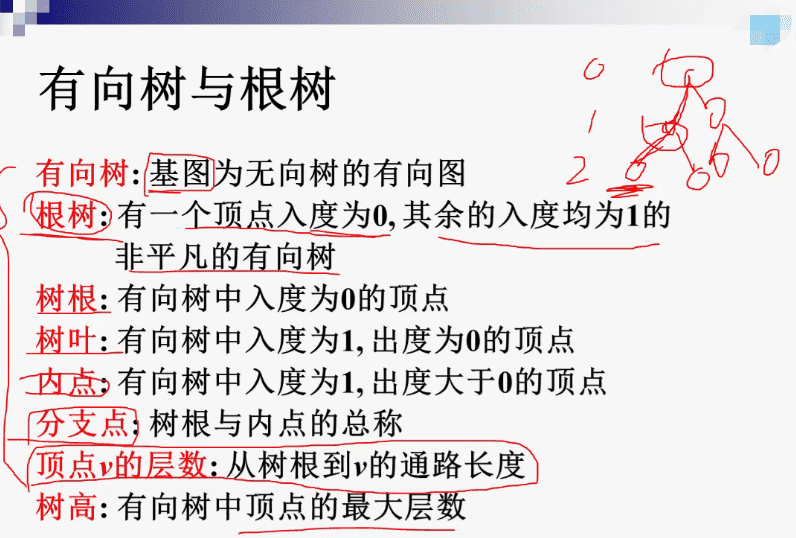 有向树与根树
有向树: 基图为无向树的有向图
根树: 有一个顶点入度为0, 其余的入度均为1的
非平凡的有向树
树根: 有向树中入度为0的顶点
树叶: 有向树中入度为1, 出度为0的顶点
内点: 有向树中入度为1, 出度大于0的顶点
分支点: 树根与内点的总称
顶点v的层数: 从树根到v的通路长度
树高: 有向树中顶点的最大层数
0
1
2